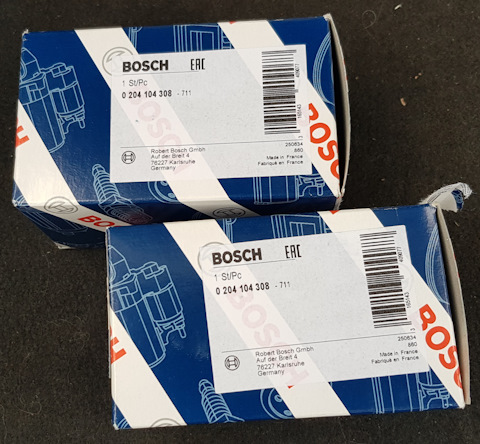 BOSCH EAC
1 St/Pc
0 204 104 308 - 711
Robert Bosch GmbH
Auf der Breit 4
76227 Karlsruhe
Germany
250834
880
Made in France
Fabriqué en France
BOSCH
BOSCH EAC
1 St/Pc
0 204 104 308 - 711
Robert Bosch GmbH
Auf der Breit 4
76227 Karlsruhe
Germany
250834
880
Made in France
Fabriqué en France
BOSCH